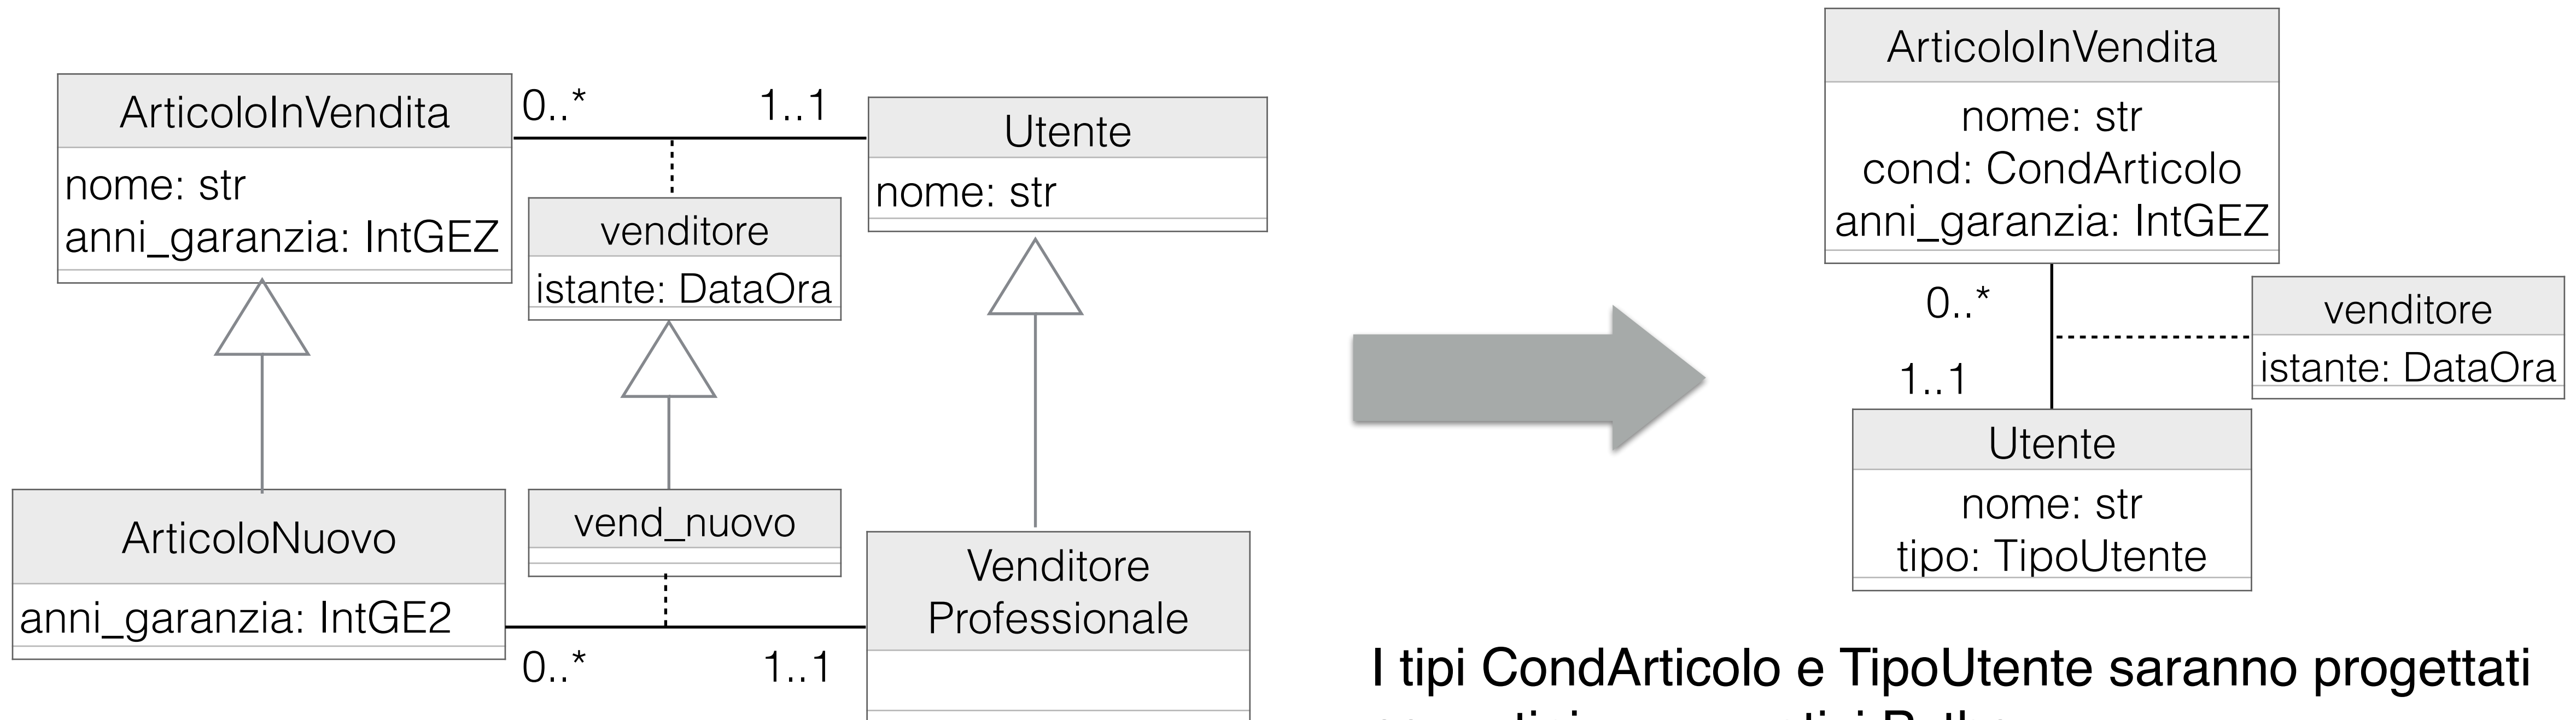 ArticoloInVendita
nome: str
anni_garanzia: IntGEZ
0..*
1..1
Utente
nome: str
venditore
istante: DataOra
ArticoloNuovo
anni_garanzia: IntGE2
vend_nuovo
0..*
1..1
Venditore
Professionale
ArticoloInVendita
nome: str
cond: CondArticolo
anni_garanzia: IntGEZ
0..*
1..1
venditore
istante: DataOra
Utente
nome: str
tipo: TipoUtente
I tipi CondArticolo e TipoUtente saranno progettati